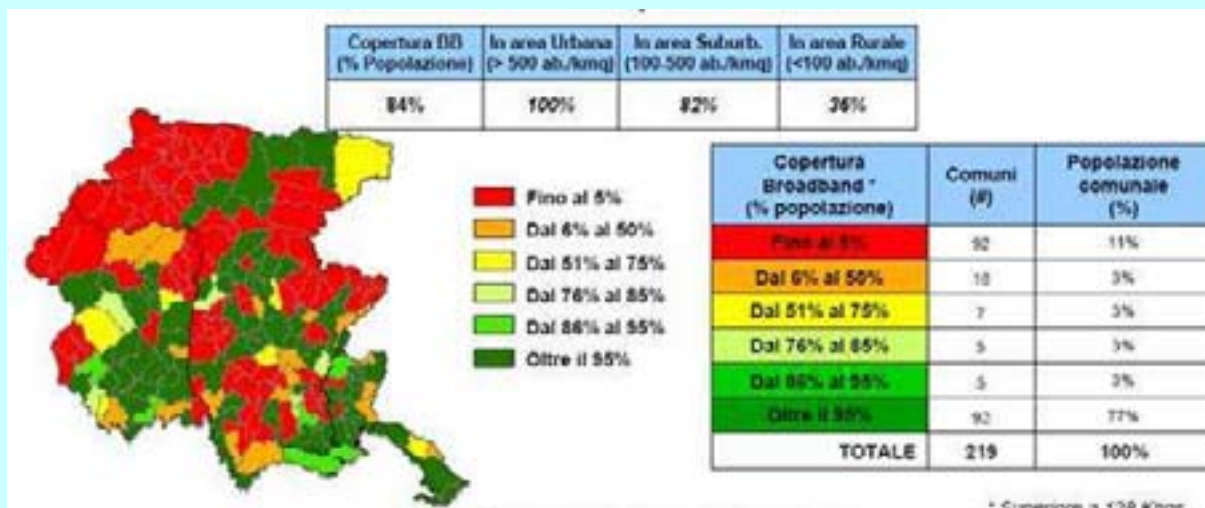 Copertura BB In area Urbana In area Suburb. In area Rurale
(% Popolazione) (> 500 ab./kmq) (100-500 ab./kmq) (<100 ab./kmq)
84% 100% 82% 36%
Fino al 5%
Dal 6% al 50%
Dal 51% al 75%
Dal 76% al 85%
Dal 86% al 95%
Oltre il 95%
Copertura Comuni Popolazione
Broadband * (#) comunale
(% popolazione) (%)
Fino al 5% 92 11%
Dal 6% al 50% 18 3%
Dal 51% al 75% 7 3%
Dal 76% al 85% 5 3%
Dal 86% al 95% 5 3%
Oltre il 95% 92 77%
TOTALE 219 100%
* Superiore a 128 Kbps